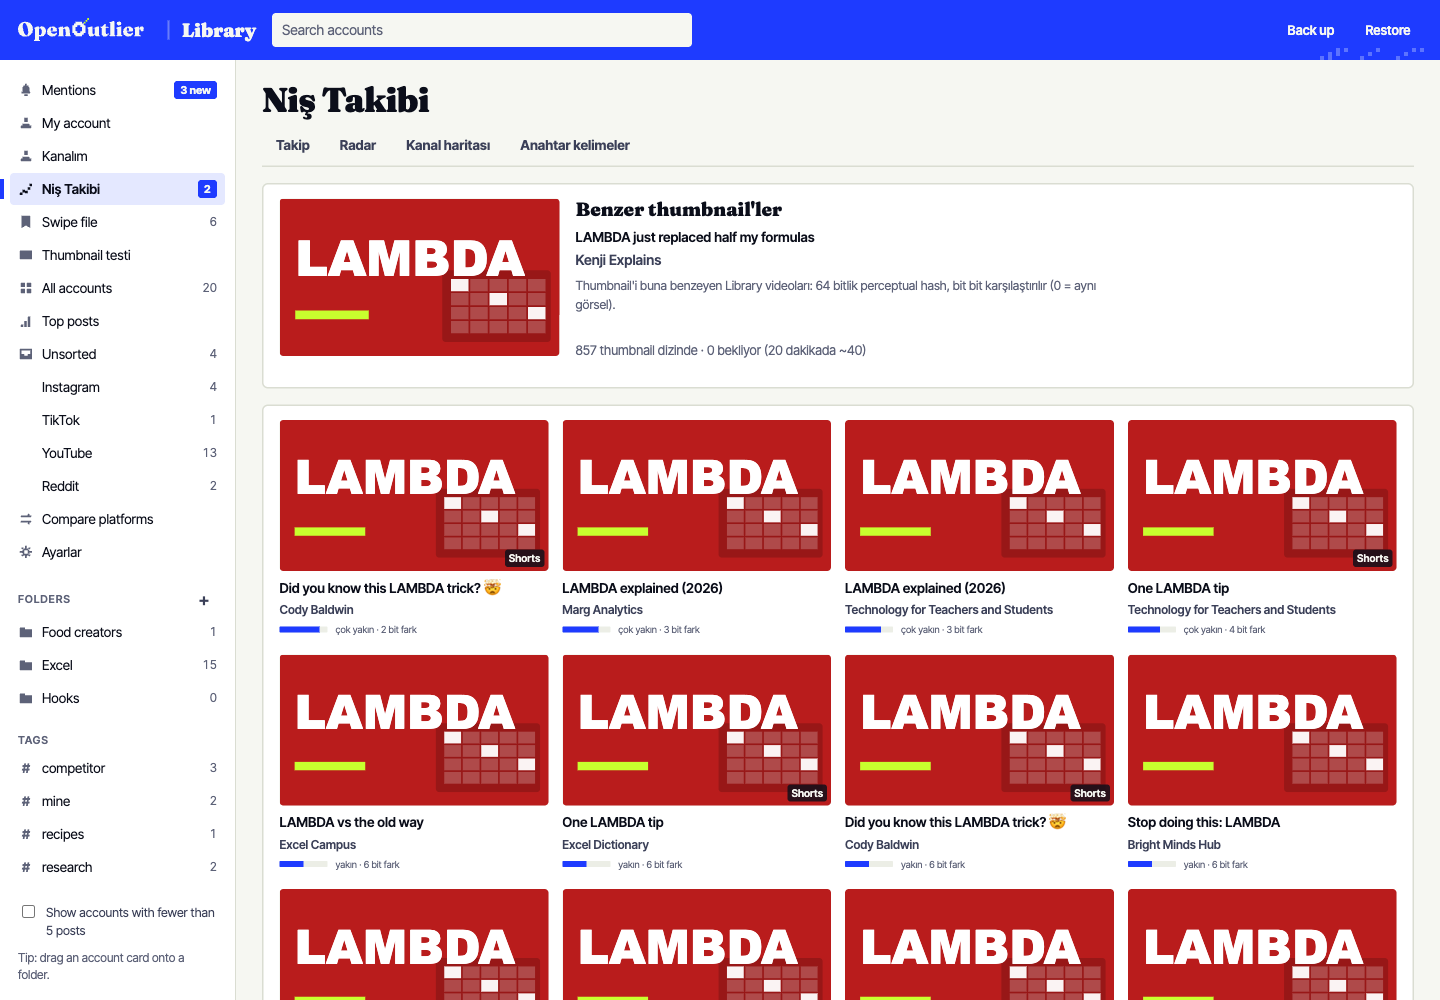 OpenOutlier
Library
Search accounts
Back up
Restore
Mentions
3 new
My account
Kanalım
Niş Takibi
2
Swipe file
6
Thumbnail testi
All accounts
20
Top posts
Unsorted
4
Instagram
4
TikTok
1
YouTube
13
Reddit
2
Compare platforms
Ayarlar
FOLDERS
+
Food creators
1
Excel
15
Hooks
0
TAGS
# competitor
3
# mine
2
# recipes
1
# research
2
Show accounts with fewer than
5 posts
Tip: drag an account card onto a
folder.
Niş Takibi
Takip
Radar
Kanal haritası
Anahtar kelimeler
LAMBDA
Benzer thumbnail'ler
LAMBDA just replaced half my formulas
Kenji Explains
Thumbnail'i buna benzeyen Library videoları: 64 bitlik perceptual hash, bit bit karşılaştırılır (0 = aynı
görsel).
857 thumbnail dizinde · 0 bekliyor (20 dakikada ~40)
LAMBDA
Shorts
Did you know this LAMBDA trick? 🤯
Cody Baldwin
çok yakın · 2 bit fark
LAMBDA
LAMBDA explained (2026)
Marg Analytics
çok yakın · 3 bit fark
LAMBDA
LAMBDA explained (2026)
Technology for Teachers and Students
çok yakın · 3 bit fark
LAMBDA
Shorts
One LAMBDA tip
Technology for Teachers and Students
çok yakın · 4 bit fark
LAMBDA
LAMBDA vs the old way
Excel Campus
yakın · 6 bit fark
LAMBDA
Shorts
One LAMBDA tip
Excel Dictionary
yakın · 6 bit fark
LAMBDA
Shorts
Did you know this LAMBDA trick? 🤯
Cody Baldwin
yakın · 6 bit fark
LAMBDA
Stop doing this: LAMBDA
Bright Minds Hub
yakın · 6 bit fark
LAMBDA
LAMBDA
LAMBDA
LAMBDA